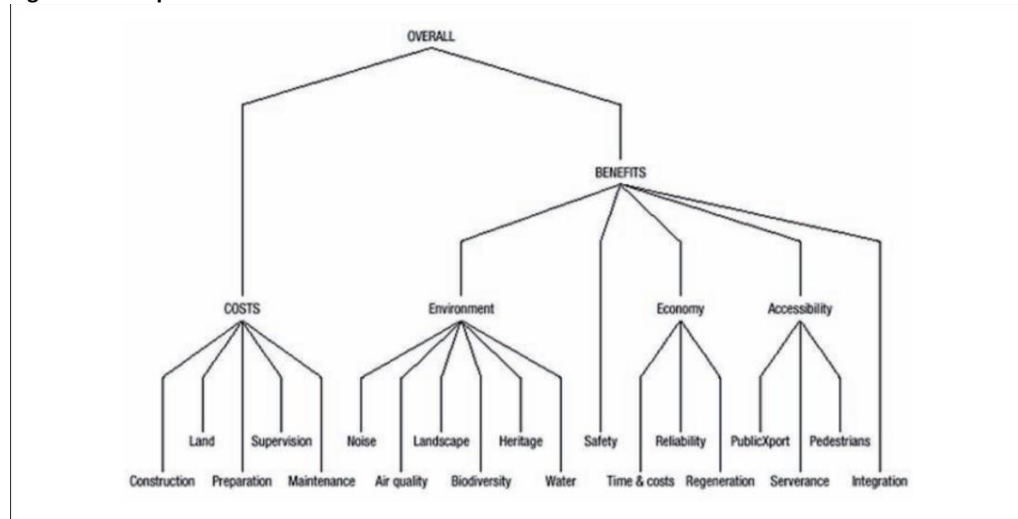 OVERALL
BENEFITS
COSTS Environment Economy Accessibility
Land Supervision Noise Landscape Heritage Safety Reliability PublicXport Pedestrians
Construction Preparation Maintenance Air quality Biodiversity Water Time & costs Regeneration Serverance Integration